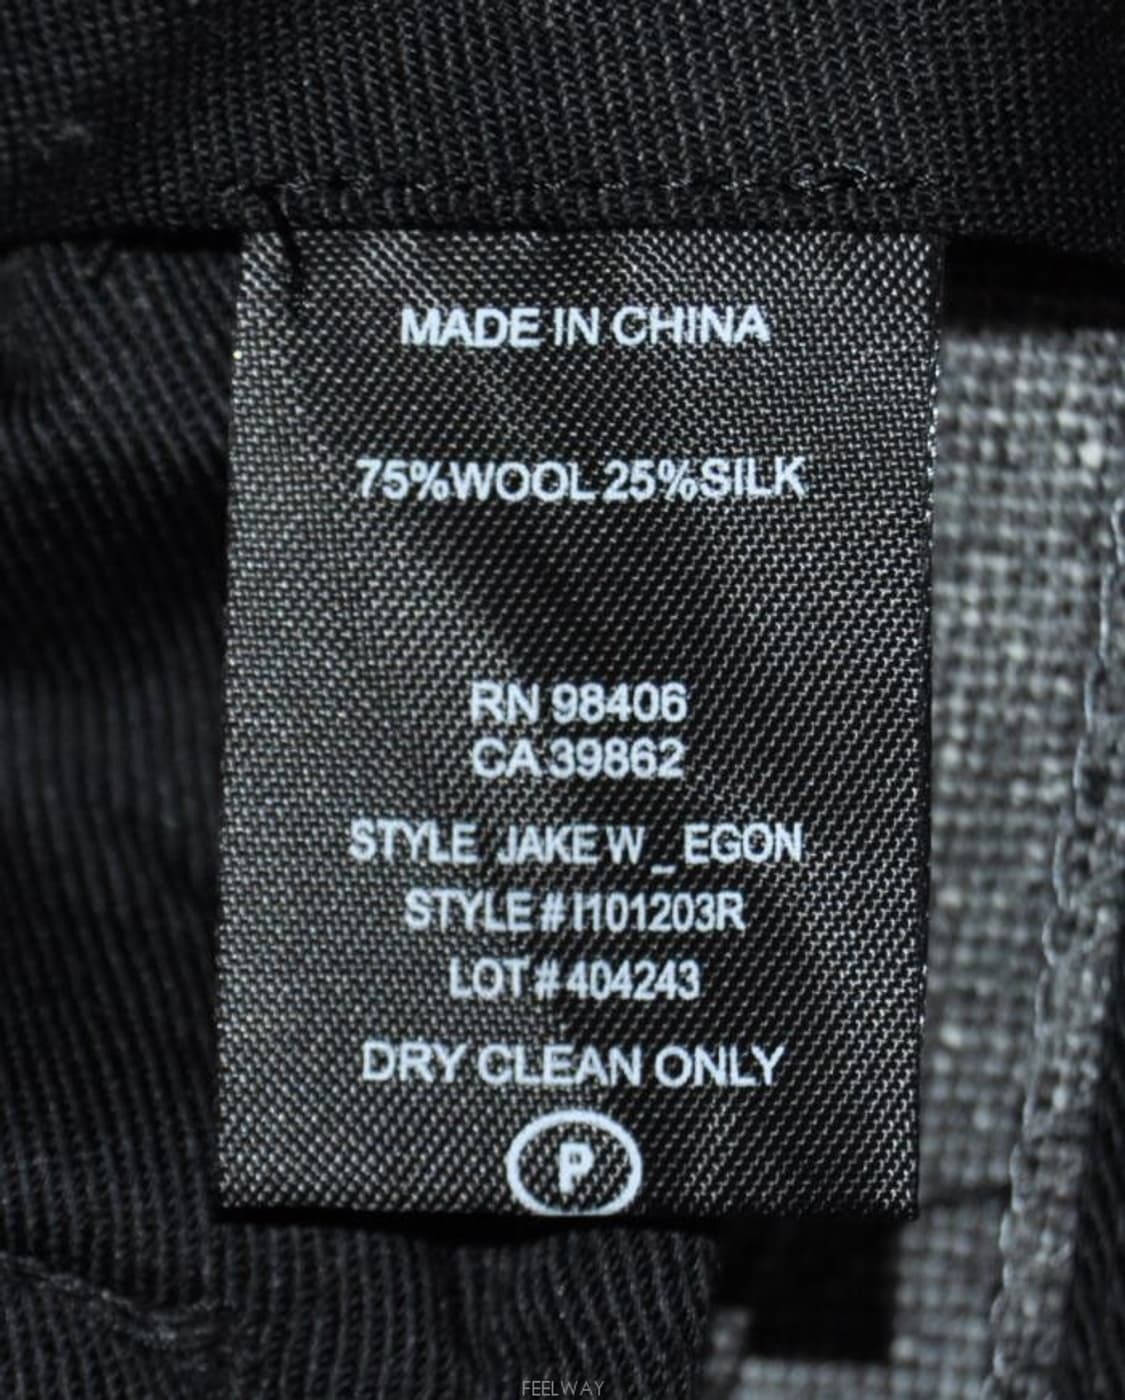 MADE IN CHINA
75%WOOL 25%SILK
RN 98406
CA 39862
STYLE JAKE W _ EGON
STYLE # I101203R
LOT # 404243
DRY CLEAN ONLY
P
FEELWAY